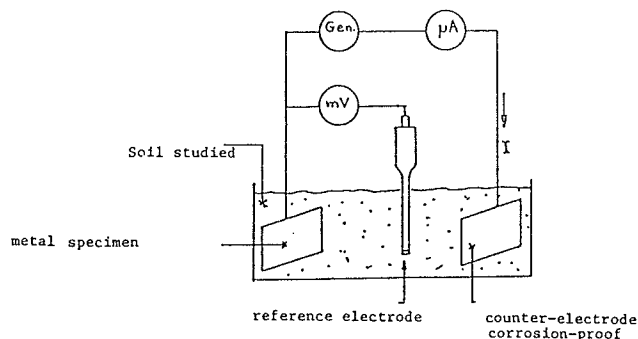 Gen.
μA
mV
I
Soil studied
metal specimen
reference electrode
counter-electrode
corrosion-proof